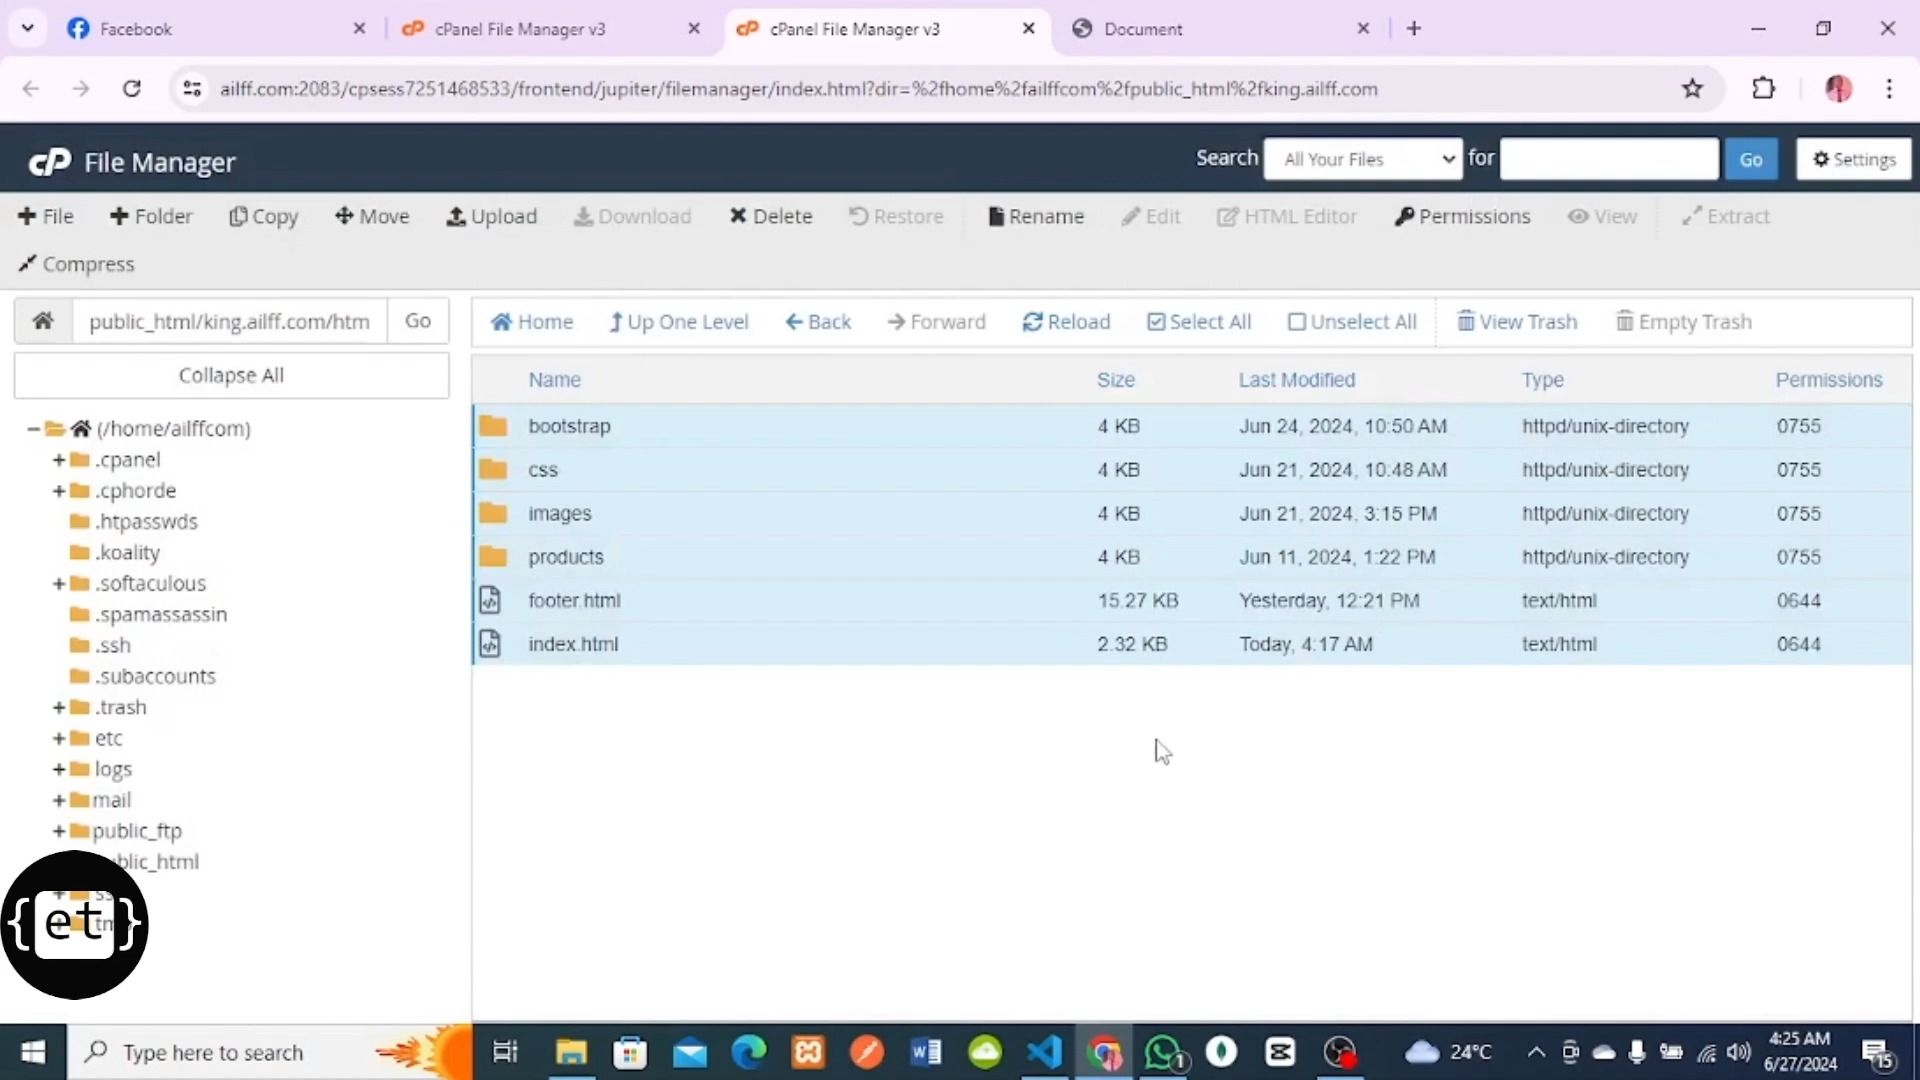 Facebook
cPanel File Manager v3
cPanel File Manager v3
Document
ailff.com:2083/cpsess7251468533/frontend/jupiter/filemanager/index.html?dir=%2fhome%2failffcom%2fpublic_html%2fking.ailff.com
cP File Manager
Search All Your Files for Go Settings
File Folder Copy Move Upload Download Delete Restore Rename Edit HTML Editor Permissions View Extract
Compress
public_html/king.ailff.com/htm Go
Home Up One Level Back Forward Reload Select All Unselect All View Trash Empty Trash
Collapse All
Name Size Last Modified Type Permissions
bootstrap 4 KB Jun 24, 2024, 10:50 AM httpd/unix-directory 0755
css 4 KB Jun 21, 2024, 10:48 AM httpd/unix-directory 0755
images 4 KB Jun 21, 2024, 3:15 PM httpd/unix-directory 0755
products 4 KB Jun 11, 2024, 1:22 PM httpd/unix-directory 0755
footer.html 15.27 KB Yesterday, 12:21 PM text/html 0644
index.html 2.32 KB Today, 4:17 AM text/html 0644
(/home/ailffcom)
.cpanel
.cphorde
.htpasswds
.koality
.softaculous
.spamassassin
.ssh
.subaccounts
.trash
etc
logs
mail
public_ftp
{et}
Type here to search
1
24°C
4:25 AM
6/27/2024
15